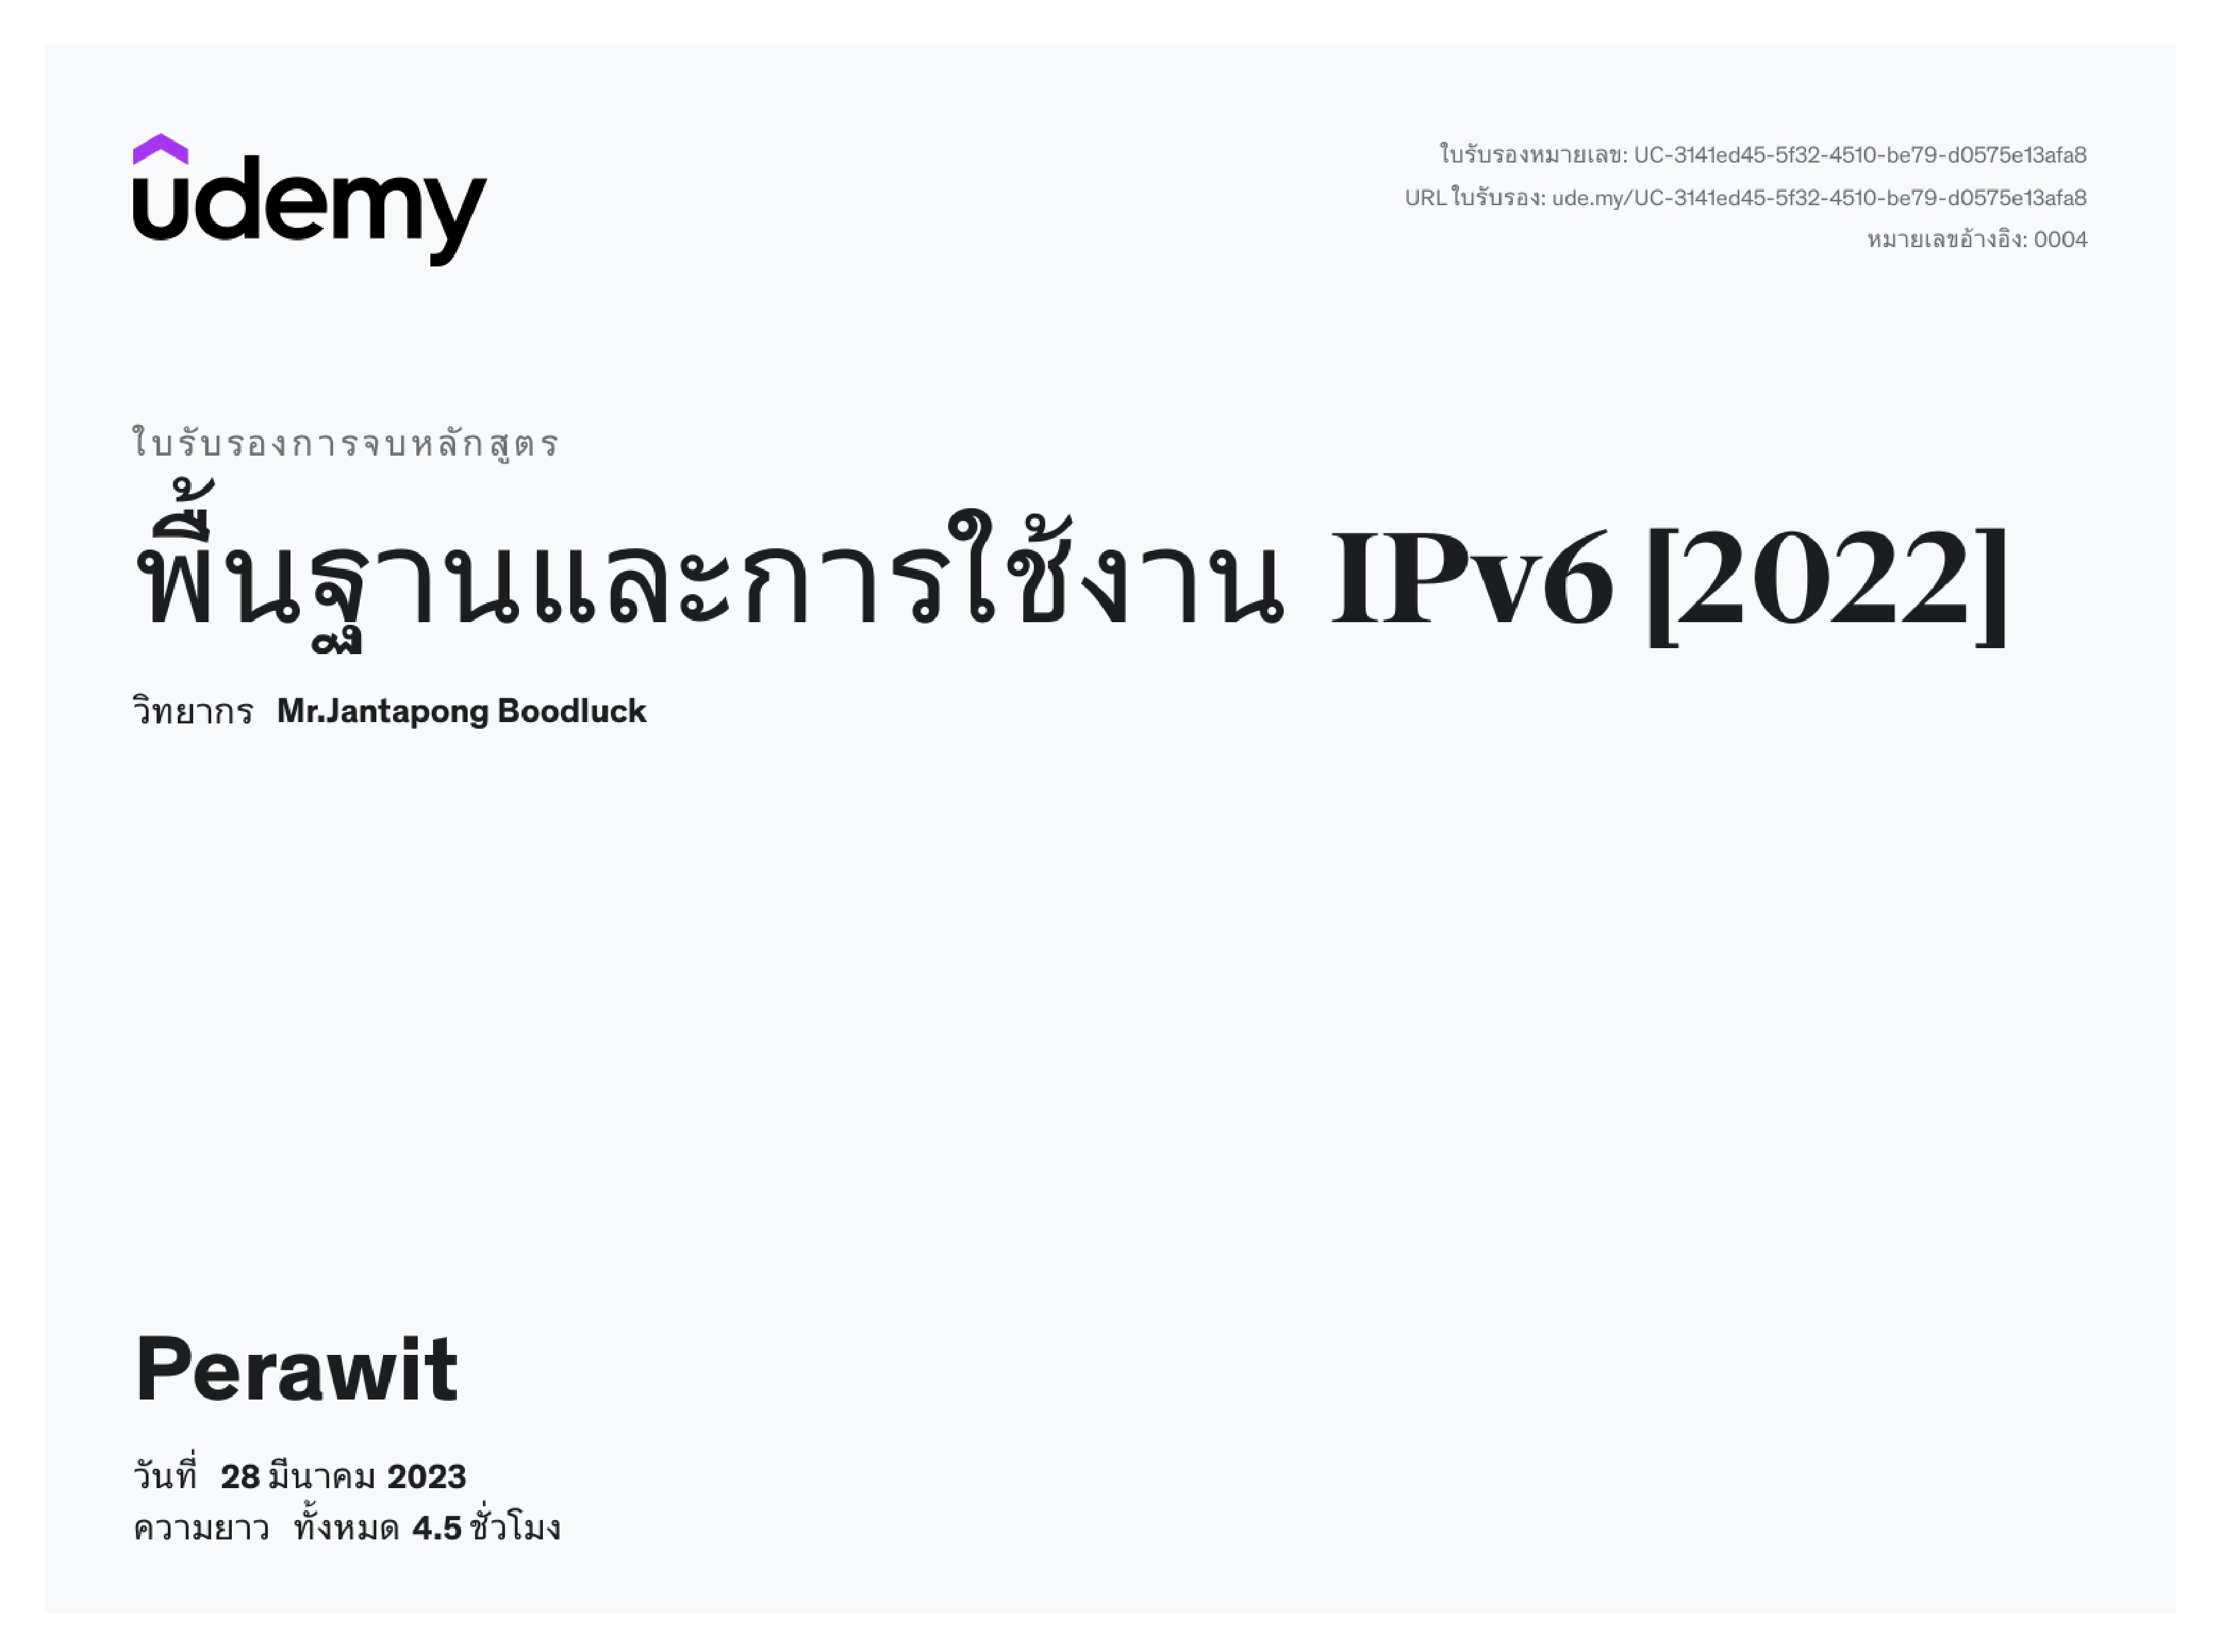 udemy
ใบรับรองหมายเลข: UC-3141ed45-5f32-4510-be79-d0575e13afa8
URL ใบรับรอง: ude.my/UC-3141ed45-5f32-4510-be79-d0575e13afa8
หมายเลขอ้างอิง: 0004
ใบรับรองการจบหลักสูตร
พื้นฐานและการใช้งาน IPv6 [2022]
วิทยากร Mr.Jantapong Boodluck
Perawit
วันที่ 28 มีนาคม 2023
ความยาว ทั้งหมด 4.5 ชั่วโมง